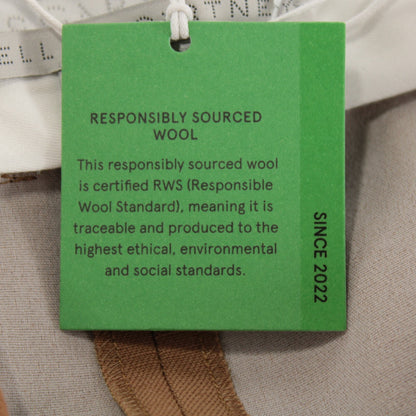 ELL
RESPONSIBLY SOURCED
WOOL
This responsibly sourced wool
is certified RWS (Responsible
Wool Standard), meaning it is
traceable and produced to the
highest ethical, environmental
and social standards.
SINCE 2022